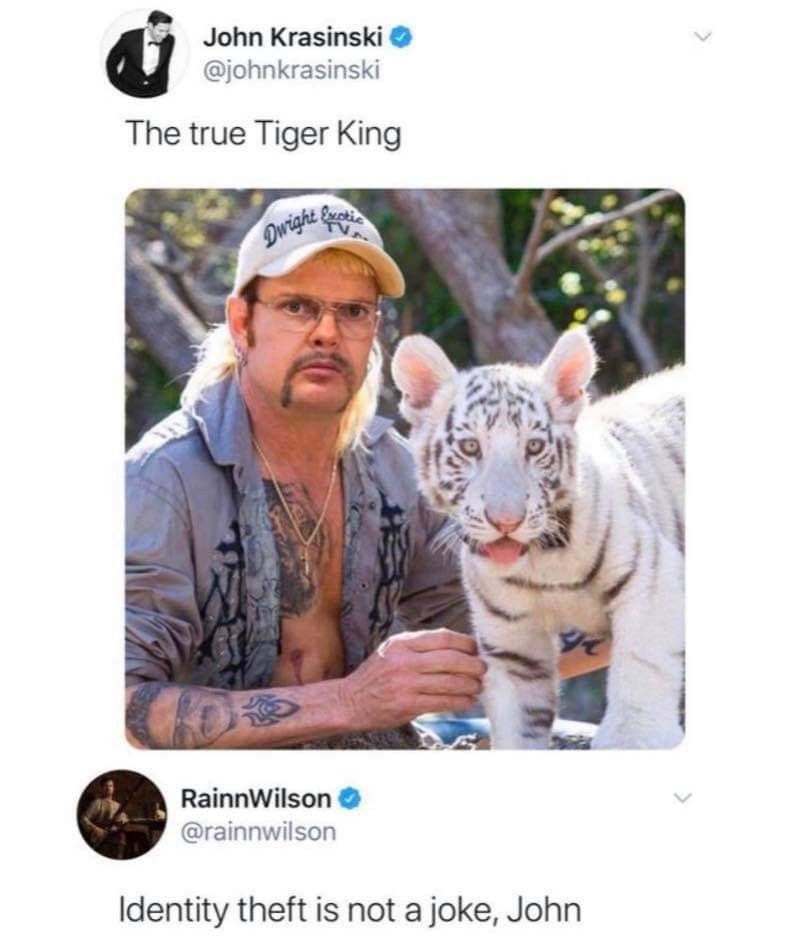 John Krasinski
@johnkrasinski
The true Tiger King
Dwight Exotic
TV
RainnWilson
@rainnwilson
Identity theft is not a joke, John